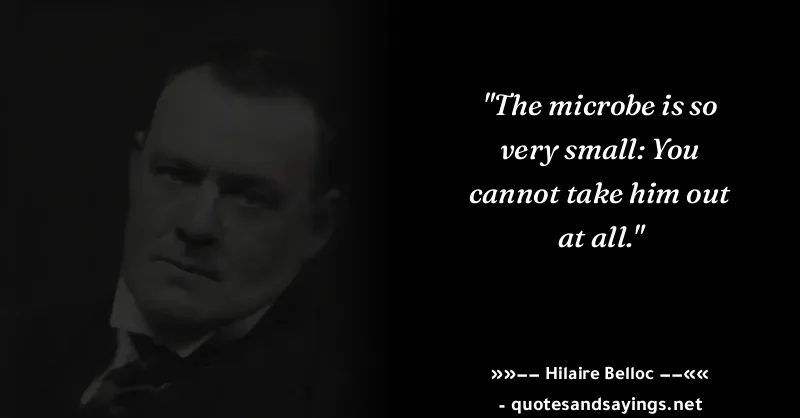 "The microbe is so
very small: You
cannot take him out
at all."
»»−− Hilaire Belloc −−««
- quotesandsayings.net